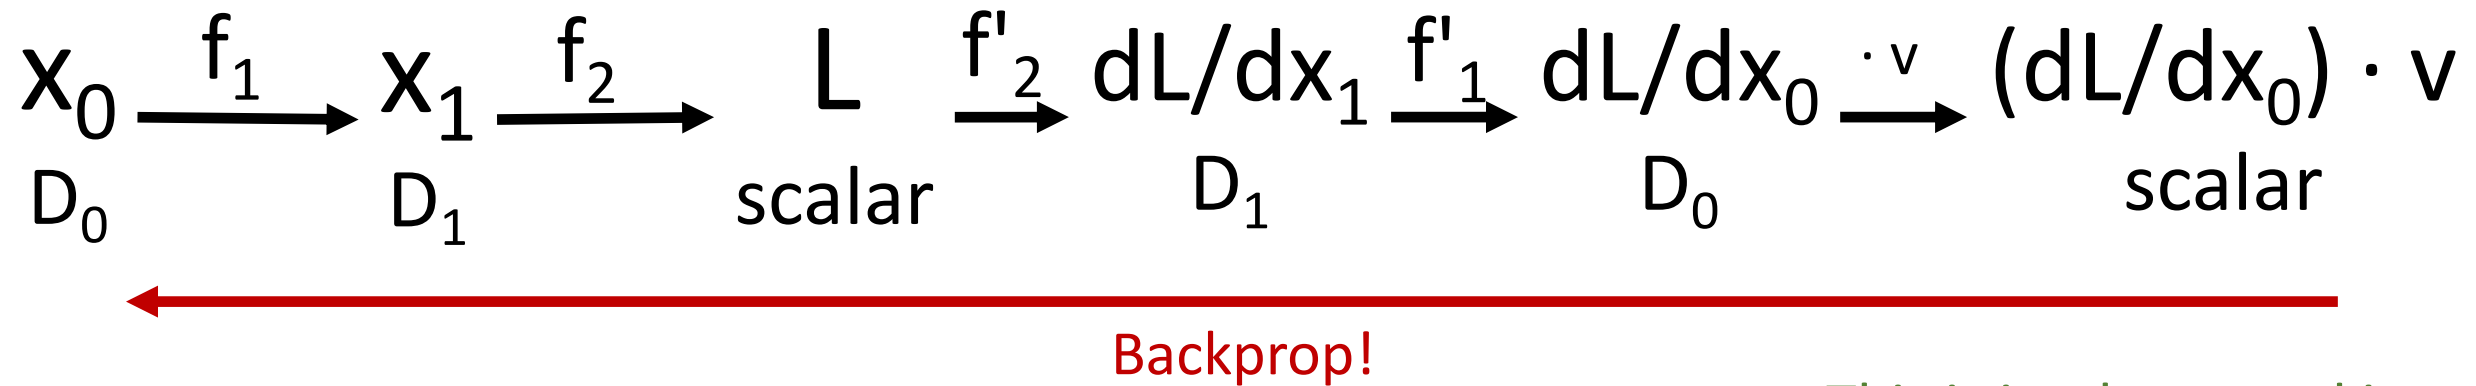 x₀ f₁ x₁ f₂ L f'₂ dL/dx₁ f'₁ dL/dx₀ · v (dL/dx₀) · v
D₀ D₁ scalar D₁ D₀ scalar
Backprop!